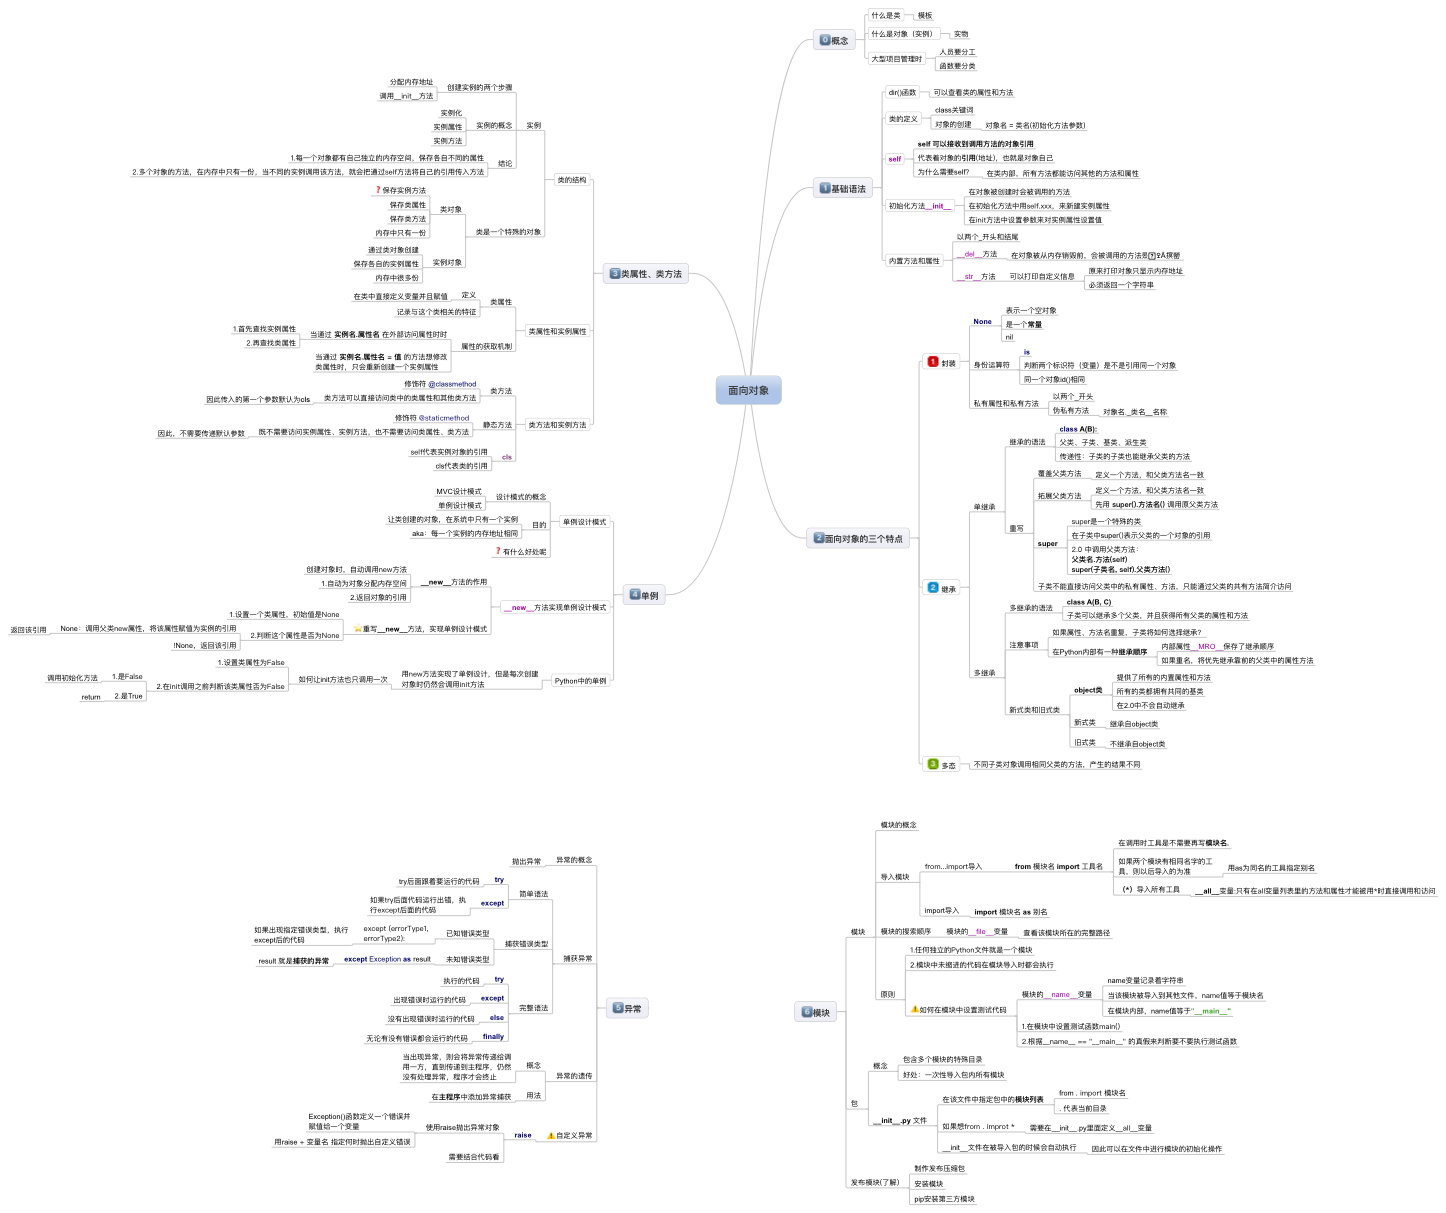 面向对象
0 概念
什么是类
模板
什么是对象（实例）
实物
大型项目管理时
人员要分工
函数要分类
1 基础语法
dir()函数
可以查看类的属性和方法
类的定义
class关键词
对象的创建
对象名 = 类名(初始化方法参数)
self
self 可以接收到调用方法的对象引用
代表着对象的引用(地址)，也就是对象自己
为什么需要self?
在类内部，所有方法都能访问其他的方法和属性
初始化方法__init__
在对象被创建时会被调用的方法
在初始化方法中用self.xxx，来新建实例属性
在init方法中设置参数来对实例属性设置值
内置方法和属性
以两个_开头和结尾
__del__方法
在对象被从内存销毁前，会被调用的方法
__str__方法
可以打印自定义信息
原来打印对象只显示内存地址
必须返回一个字符串
2 面向对象的三个特点
1 封装
None
表示一个空对象
是一个常量
nil
身份运算符
is
判断两个标识符（变量）是不是引用同一个对象
同一个对象id()相同
私有属性和私有方法
以两个_开头
伪私有方法
对象名._类名__名称
2 继承
单继承
继承的语法
class A(B):
父类、子类、基类、派生类
传递性：子类的子类也能继承父类的方法
重写
覆盖父类方法
定义一个方法，和父类方法名一致
拓展父类方法
定义一个方法，和父类方法名一致
先用 super().方法名() 调用原父类方法
super
super是一个特殊的类
在子类中super()表示父类的一个对象的引用
2.0 中调用父类方法：
父类名.方法(self)
super(子类名, self).父类方法()
子类不能直接访问父类中的私有属性、方法，只能通过父类的共有方法简介访问
多继承
多继承的语法
class A(B, C)
子类可以继承多个父类，并且获得所有父类的属性和方法
注意事项
如果属性、方法名重复，子类将如何选择继承？
在Python内部有一种继承顺序
内部属性__MRO__保存了继承顺序
如果重名，将优先继承靠前的父类中的属性方法
新式类和旧式类
object类
提供了所有的内置属性和方法
所有的类都拥有共同的基类
在2.0中不会自动继承
新式类
继承自object类
旧式类
不继承自object类
3 多态
不同子类对象调用相同父类的方法，产生的结果不同
3 类属性、类方法
类的结构
实例
创建实例的两个步骤
分配内存地址
调用__init__方法
实例的概念
实例化
实例属性
实例方法
结论
1.每一个对象都有自己独立的内存空间，保存各自不同的属性
2.多个对象的方法，在内存中只有一份，当不同的实例调用该方法，就会把通过self方法将自己的引用传入方法
类是一个特殊的对象
类对象
❓保存实例方法
保存类属性
保存类方法
内存中只有一份
实例对象
通过类对象创建
保存各自的实例属性
内存中很多份
类属性和实例属性
类属性
定义
在类中直接定义变量并且赋值
记录与这个类相关的特征
属性的获取机制
当通过 实例名.属性名 在外部访问属性时时
1.首先查找实例属性
2.再查找类属性
当通过 实例名.属性名 = 值 的方法想修改
类属性时，只会重新创建一个实例属性
类方法和实例方法
类方法
修饰符 @classmethod
类方法可以直接访问类中的类属性和其他类方法
因此传入的第一个参数默认为cls
静态方法
修饰符 @staticmethod
既不需要访问实例属性、实例方法，也不需要访问类属性、类方法
因此，不需要传递默认参数
cls
self代表实例对象的引用
cls代表类的引用
4 单例
单例设计模式
设计模式的概念
MVC设计模式
单例设计模式
目的
让类创建的对象，在系统中只有一个实例
aka：每一个实例的内存地址相同
❓有什么好处呢
__new__方法实现单例设计模式
__new__方法的作用
创建对象时，自动调用new方法
1.自动为对象分配内存空间
2.返回对象的引用
⭐重写__new__方法，实现单例设计模式
1.设置一个类属性，初始值是None
2.判断这个属性是否为None
None：调用父类new属性，将该属性赋值为实例的引用
返回该引用
!None，返回该引用
Python中的单例
用new方法实现了单例设计，但是每次创建
对象时仍然会调用init方法
如何让init方法也只调用一次
1.设置类属性为False
2.在init调用之前判断该类属性否为False
1.是False
调用初始化方法
2.是True
return
5 异常
异常的概念
抛出异常
捕获异常
简单语法
try
try后面跟着要运行的代码
except
如果try后面代码运行出错，执
行except后面的代码
捕获错误类型
已知错误类型
except (errorType1,
errorType2):
如果出现指定错误类型，执行
except后的代码
未知错误类型
except Exception as result
result 就是捕获的异常
完整语法
try
执行的代码
except
出现错误时运行的代码
else
没有出现错误时运行的代码
finally
无论有没有错误都会运行的代码
异常的遗传
概念
当出现异常，则会将异常传递给调
用一方，直到传递到主程序，仍然
没有处理异常，程序才会终止
用法
在主程序中添加异常捕获
⚠自定义异常
raise
使用raise抛出异常对象
Exception()函数定义一个错误并
赋值给一个变量
用raise + 变量名 指定何时抛出自定义错误
需要结合代码看
6 模块
模块
模块的概念
导入模块
from...import导入
from 模块名 import 工具名
在调用时工具是不需要再写模块名.
如果两个模块有相同名字的工
具，则以后导入的为准
用as为同名的工具指定别名
（*）导入所有工具
__all__变量:只有在all变量列表里的方法和属性才能被用*时直接调用和访问
import导入
import 模块名 as 别名
模块的搜索顺序
模块的__file__变量
查看该模块所在的完整路径
原则
1.任何独立的Python文件就是一个模块
2.模块中未缩进的代码在模块导入时都会执行
⚠如何在模块中设置测试代码
模块的__name__变量
name变量记录着字符串
当该模块被导入到其他文件，name值等于模块名
在模块内部，name值等于"__main__"
1.在模块中设置测试函数main()
2.根据__name__ == "__main__" 的真假来判断要不要执行测试函数
包
概念
包含多个模块的特殊目录
好处：一次性导入包内所有模块
__init__.py 文件
在该文件中指定包中的模块列表
from . import 模块名
. 代表当前目录
如果想from . improt *
需要在__init__.py里面定义__all__变量
__init__文件在被导入包的时候会自动执行
因此可以在文件中进行模块的初始化操作
发布模块(了解）
制作发布压缩包
安装模块
pip安装第三方模块